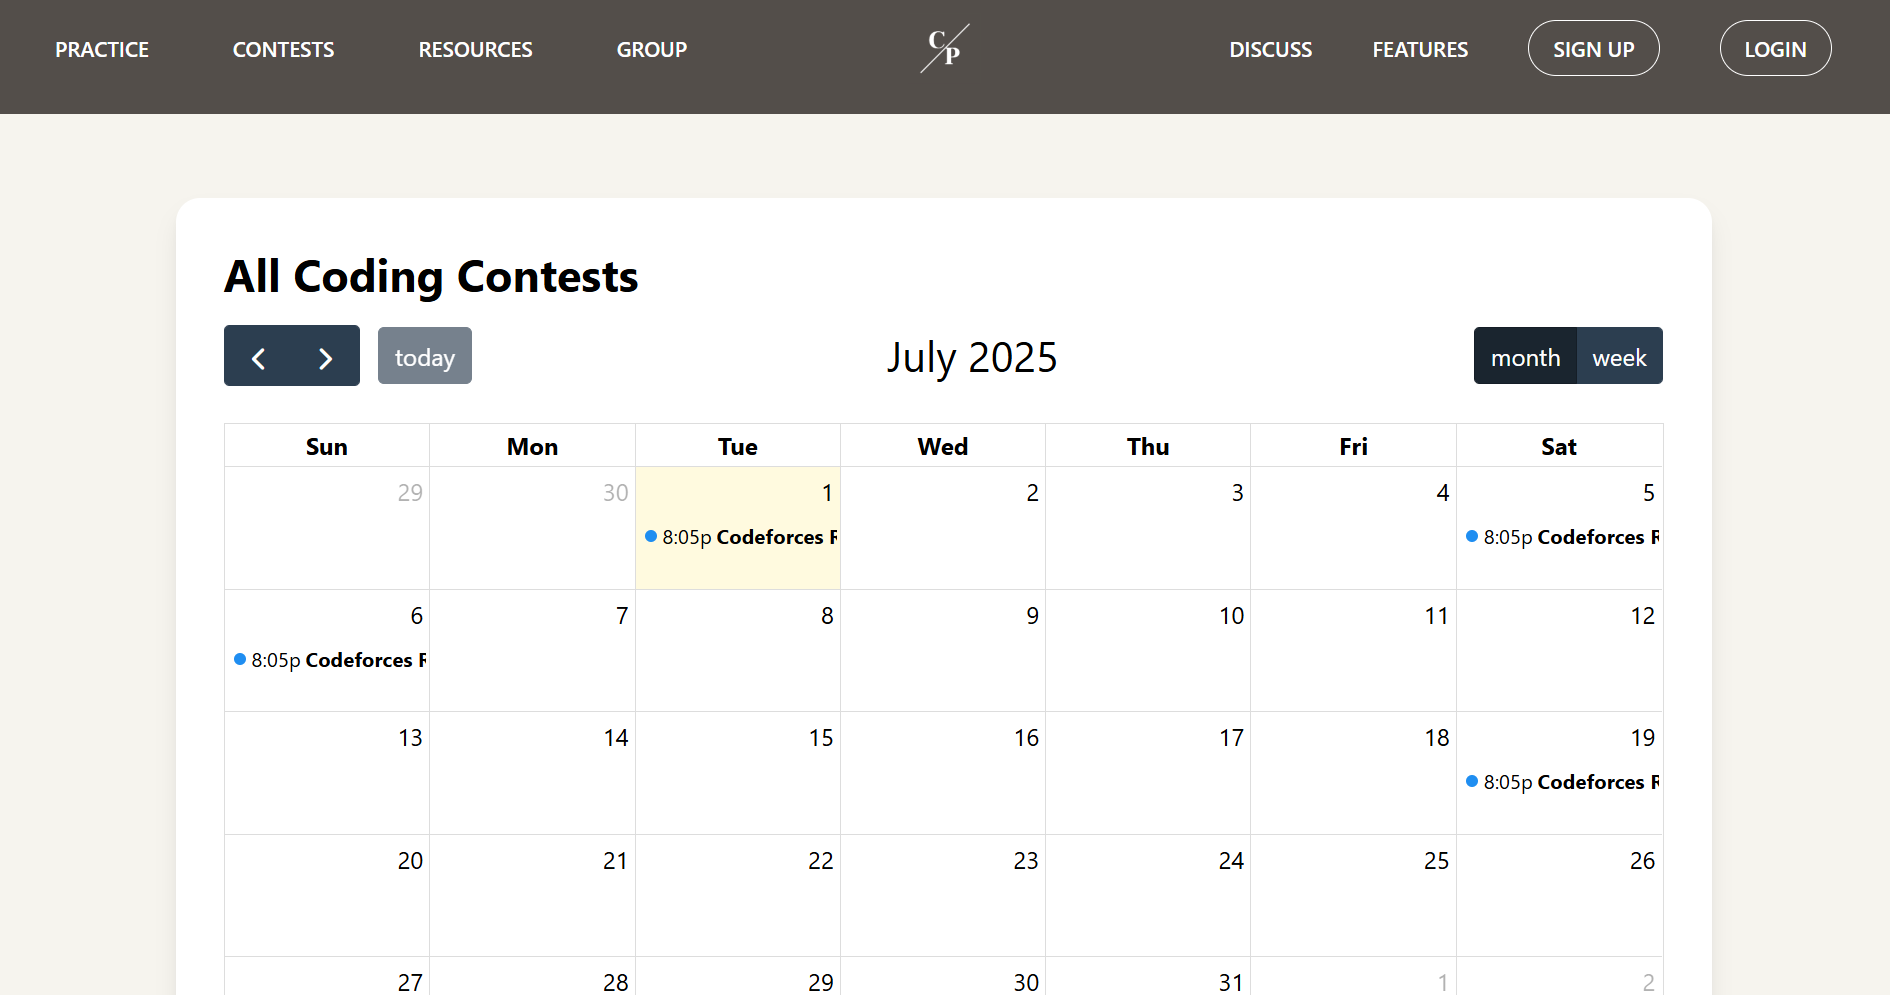 PRACTICE CONTESTS RESOURCES GROUP C/P DISCUSS FEATURES SIGN UP LOGIN
All Coding Contests
today July 2025 month week
Sun Mon Tue Wed Thu Fri Sat
29 30 1 2 3 4 5
8:05p Codeforces R 8:05p Codeforces R
6 7 8 9 10 11 12
8:05p Codeforces R
13 14 15 16 17 18 19
8:05p Codeforces R
20 21 22 23 24 25 26
27 28 29 30 31 1 2